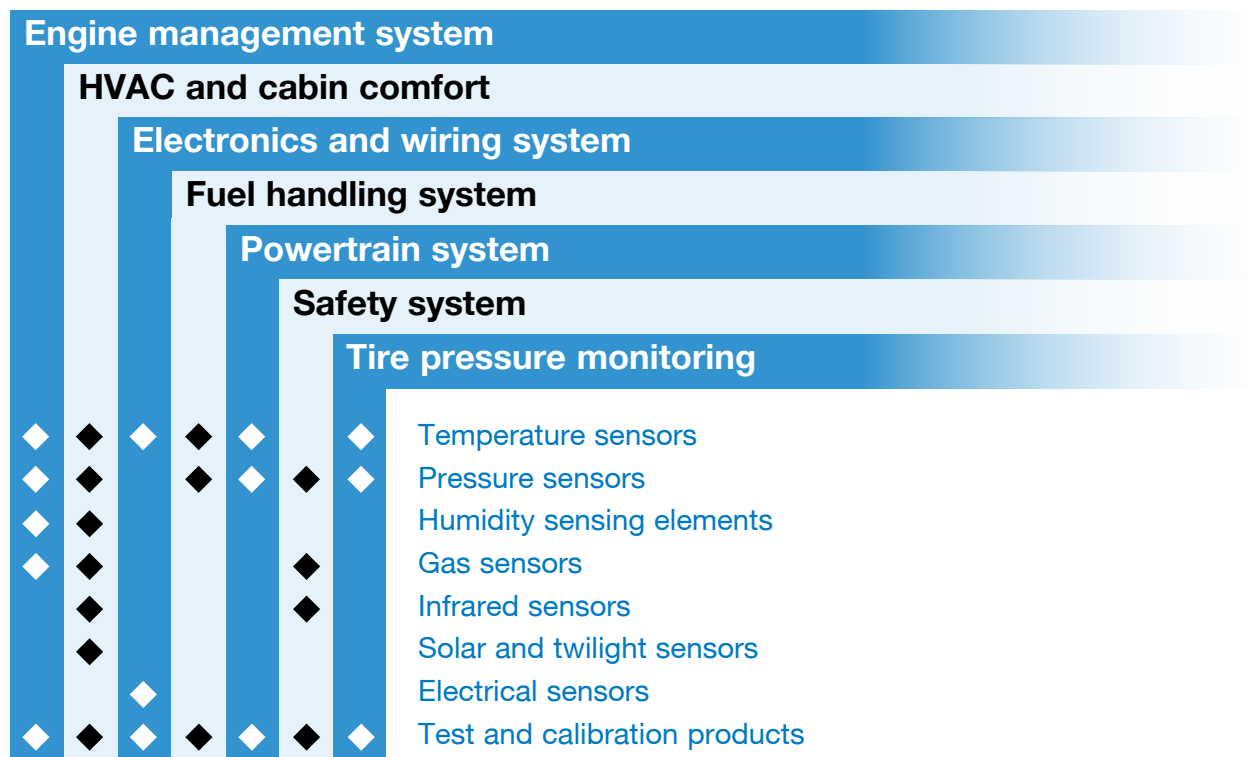 Engine management system
HVAC and cabin comfort
Electronics and wiring system
Fuel handling system
Powertrain system
Safety system
Tire pressure monitoring
Temperature sensors
Pressure sensors
Humidity sensing elements
Gas sensors
Infrared sensors
Solar and twilight sensors
Electrical sensors
Test and calibration products